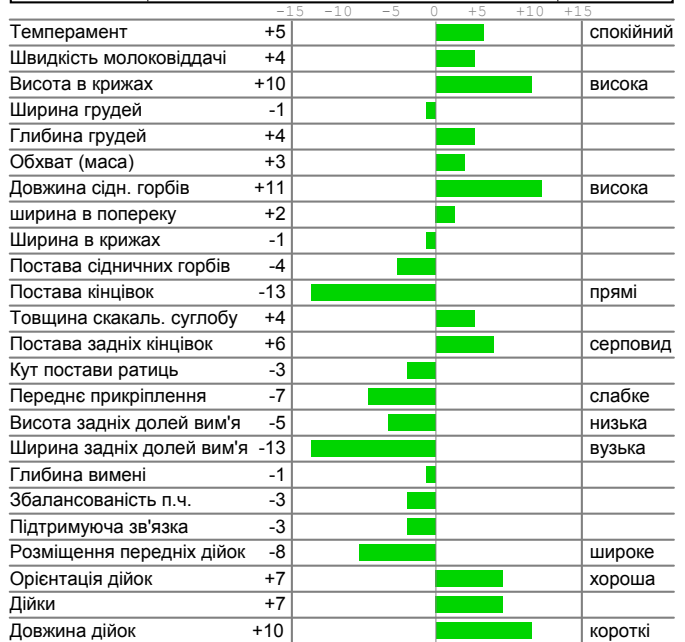 -15 -10 -5 0 +5 +10 +15
Темперамент +5 спокійний
Швидкість молоковіддачі +4
Висота в крижах +10 висока
Ширина грудей -1
Глибина грудей +4
Обхват (маса) +3
Довжина сідн. горбів +11 висока
ширина в попереку +2
Ширина в крижах -1
Постава сідничних горбів -4
Постава кінцівок -13 прямі
Товщина скакаль. суглобу +4
Постава задніх кінцівок +6 серповид
Кут постави ратиць -3
Переднє прикріплення -7 слабке
Висота задніх долей вим'я -5 низька
Ширина задніх долей вим'я -13 вузька
Глибина вимені -1
Збалансованість п.ч. -3
Підтримуюча зв'язка -3
Розміщення передніх дійок -8 широке
Орієнтація дійок +7 хороша
Дійки +7
Довжина дійок +10 короткі